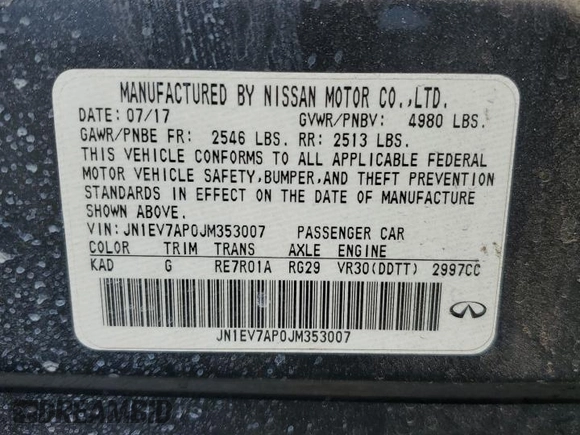 MANUFACTURED BY NISSAN MOTOR CO.,LTD.
DATE: 07/17 GVWR/PNBV: 4980 LBS.
GAWR/PNBE FR: 2546 LBS. RR: 2513 LBS.
THIS VEHICLE CONFORMS TO ALL APPLICABLE FEDERAL
MOTOR VEHICLE SAFETY,BUMPER,AND THEFT PREVENTION
STANDARDS IN EFFECT ON THE DATE OF MANUFACTURE
SHOWN ABOVE.
VIN: JN1EV7AP0JM353007 PASSENGER CAR
COLOR TRIM TRANS AXLE ENGINE
KAD G RE7R01A RG29 VR30(DDTT) 2997CC
JN1EV7AP0JM353007
DREAMBID